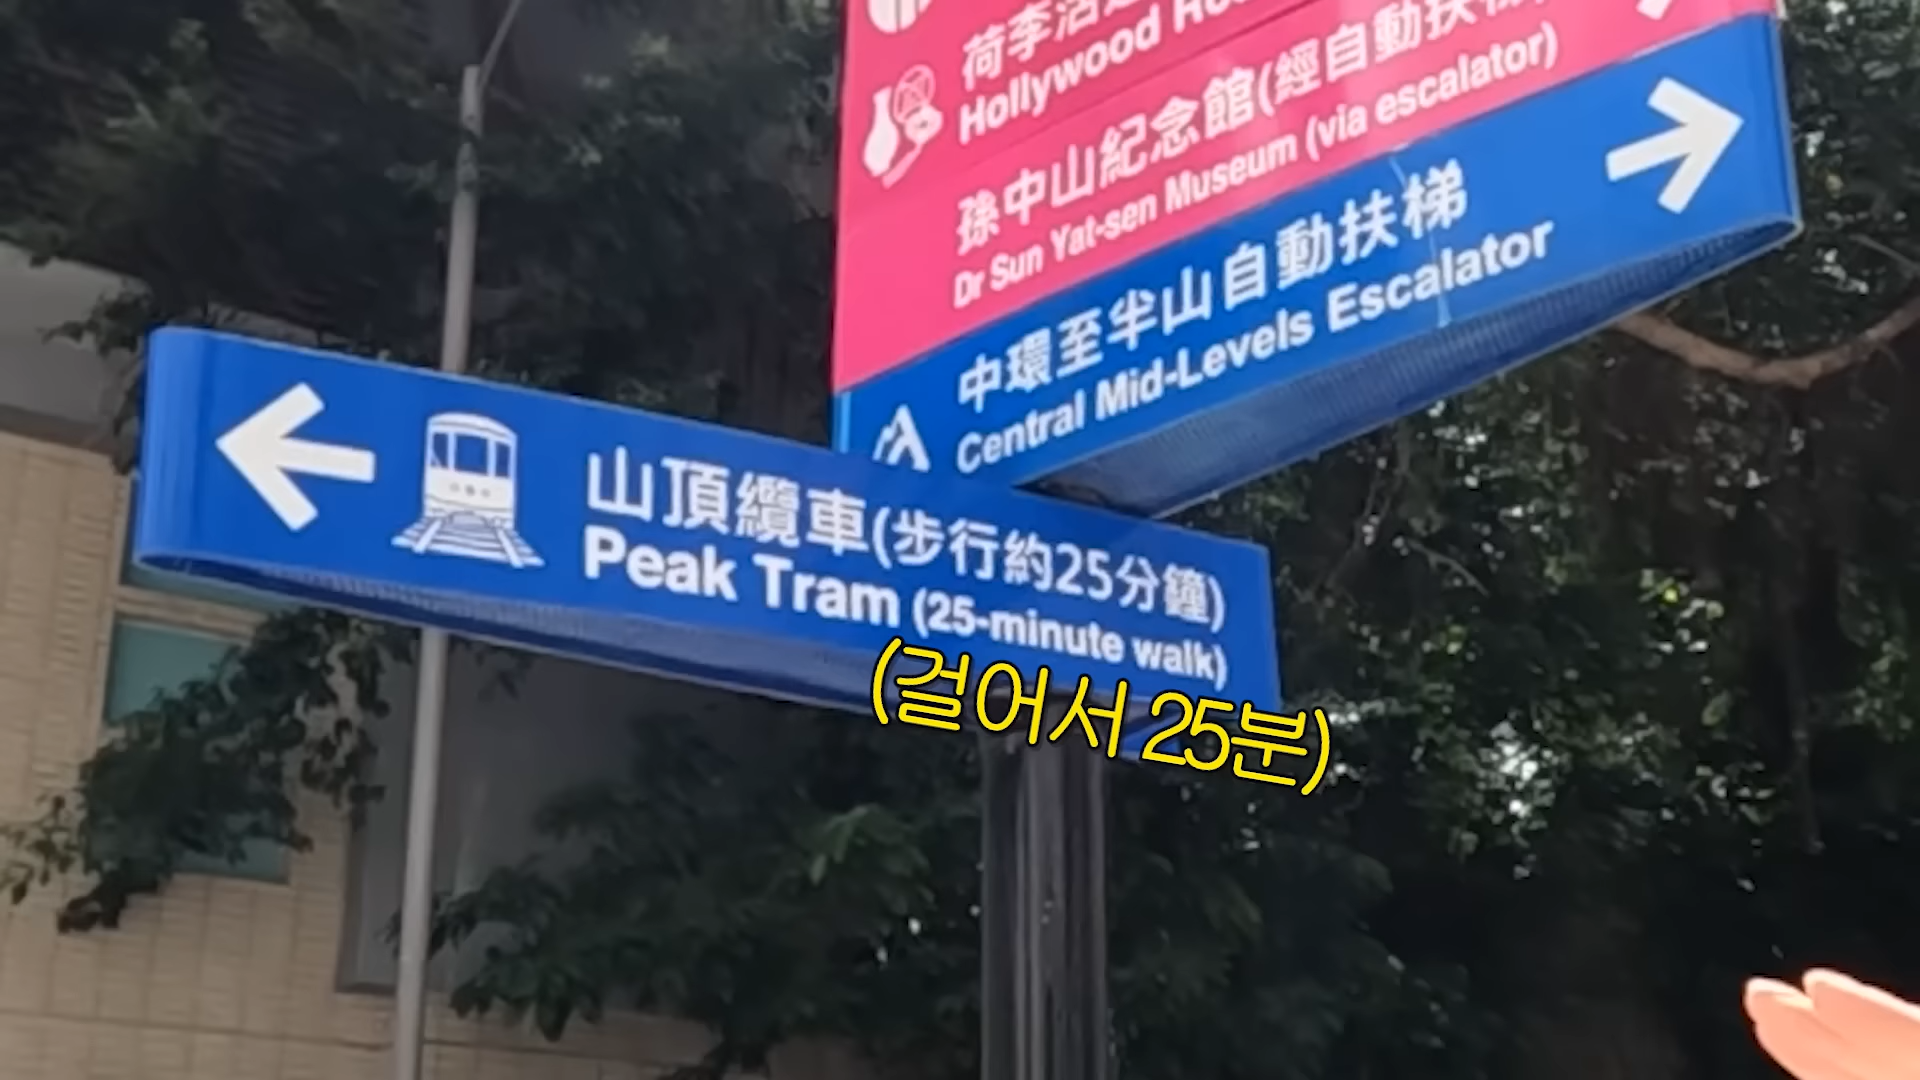 荷李活
Hollywood
孫中山紀念館(經自動扶梯)
Dr Sun Yat-sen Museum (via escalator)
中環至半山自動扶梯
Central Mid-Levels Escalator
山頂纜車(步行約25分鐘)
Peak Tram (25-minute walk)
(걸어서 25분)